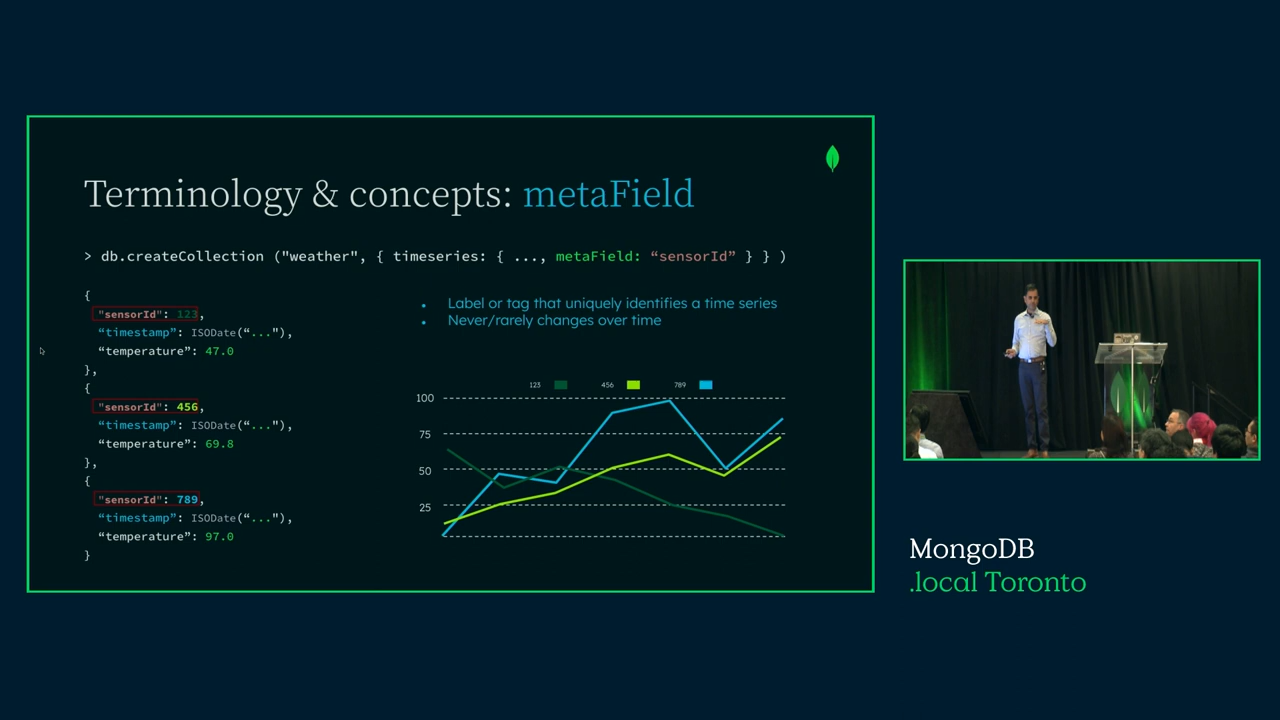 Terminology & concepts: metaField
> db.createCollection ("weather", { timeseries: { ..., metaField: “sensorId” } } )
{
"sensorId": 123,
“timestamp”: ISODate(“...”),
“temperature”: 47.0
},
{
"sensorId": 456,
“timestamp”: ISODate(“...”),
“temperature”: 69.8
},
{
"sensorId": 789,
“timestamp”: ISODate(“...”),
“temperature”: 97.0
}
• Label or tag that uniquely identifies a time series
• Never/rarely changes over time
123 456 789
100
75
50
25
MongoDB
.local Toronto